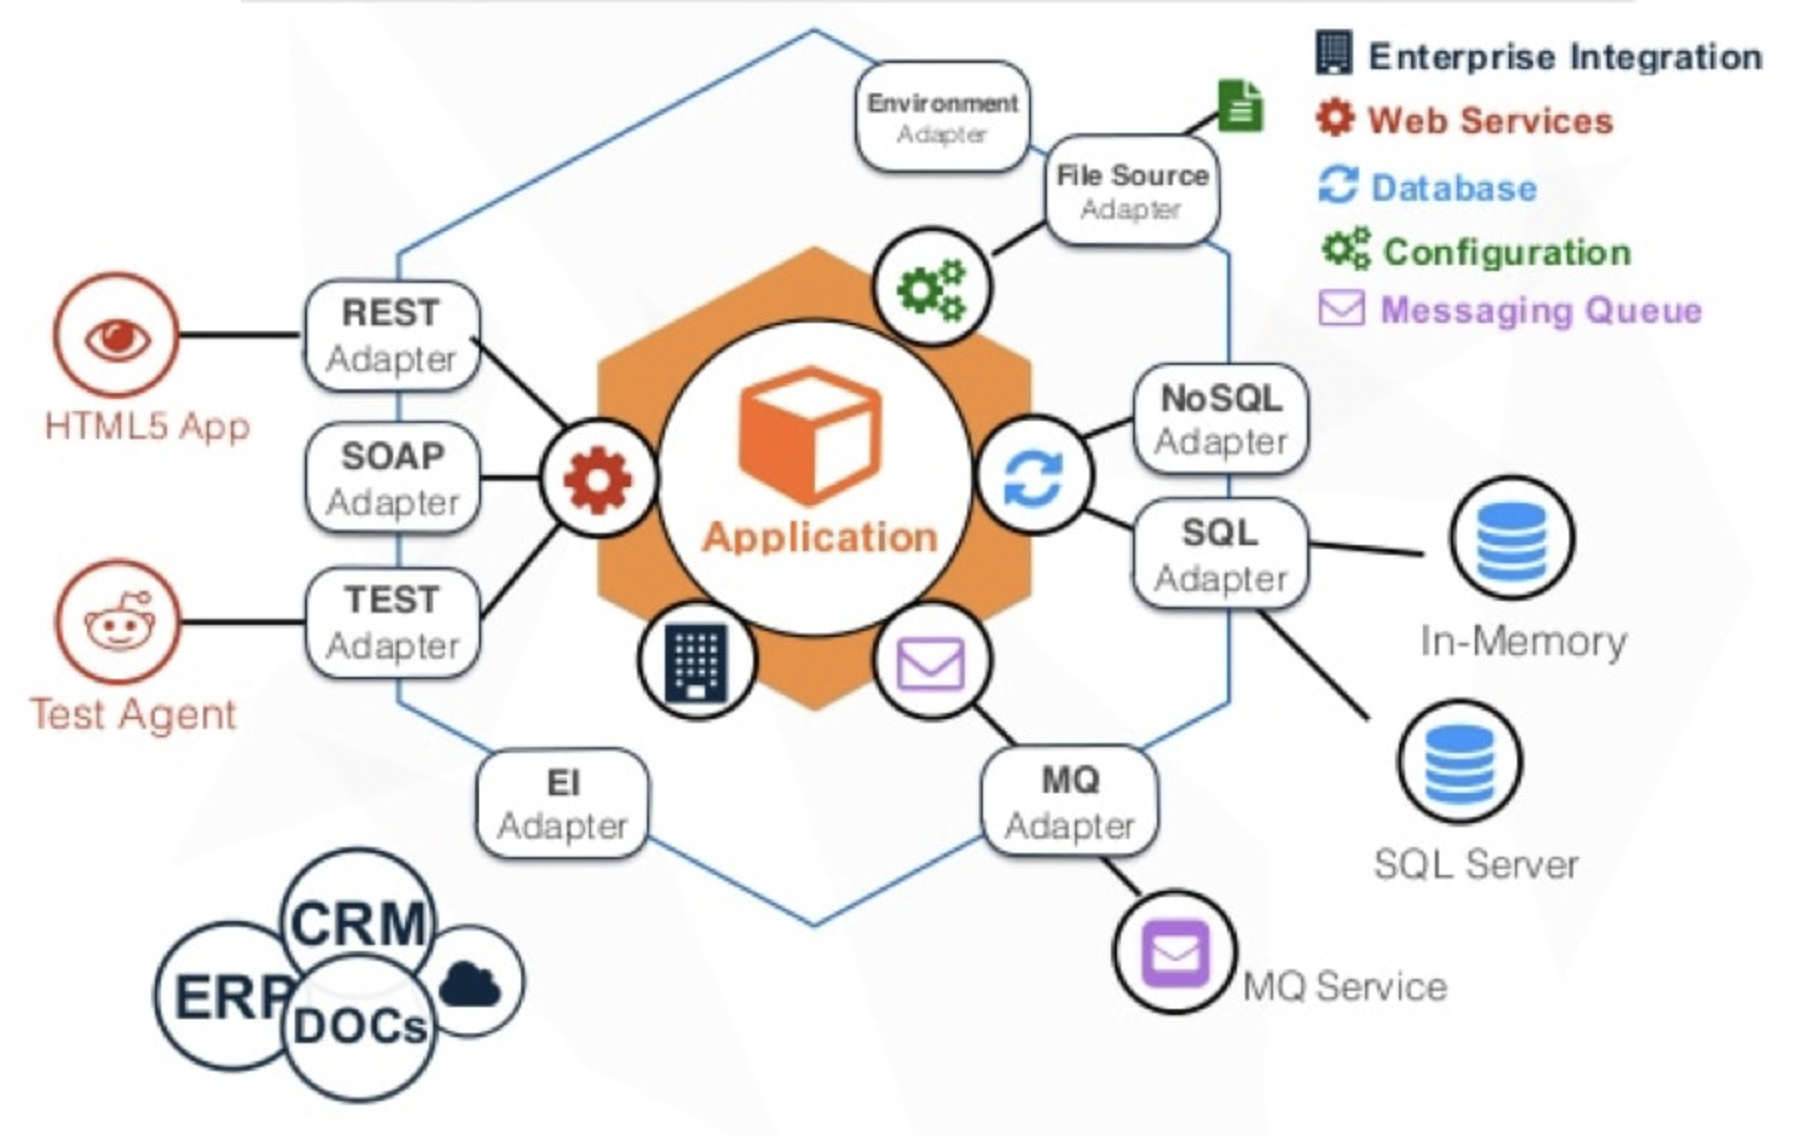 Environment
Adapter
File Source
Adapter
Enterprise Integration
Web Services
Database
Configuration
Messaging Queue
REST
Adapter
HTML5 App
SOAP
Adapter
TEST
Adapter
Test Agent
Application
NoSQL
Adapter
SQL
Adapter
In-Memory
SQL Server
EI
Adapter
MQ
Adapter
MQ Service
CRM
ERP
DOCs